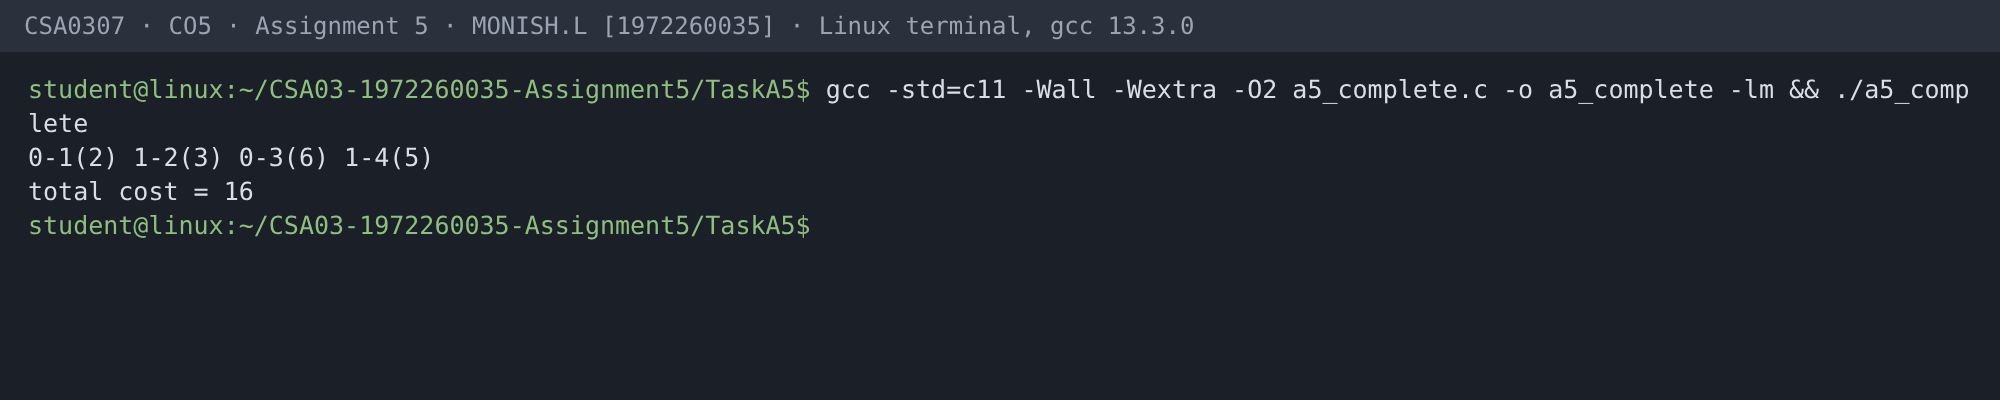 CSA0307 · CO5 · Assignment 5 · MONISH.L [1972260035] · Linux terminal, gcc 13.3.0
student@linux:~/CSA03-1972260035-Assignment5/TaskA5$ gcc -std=c11 -Wall -Wextra -O2 a5_complete.c -o a5_complete -lm && ./a5_comp
lete
0-1(2) 1-2(3) 0-3(6) 1-4(5)
total cost = 16
student@linux:~/CSA03-1972260035-Assignment5/TaskA5$